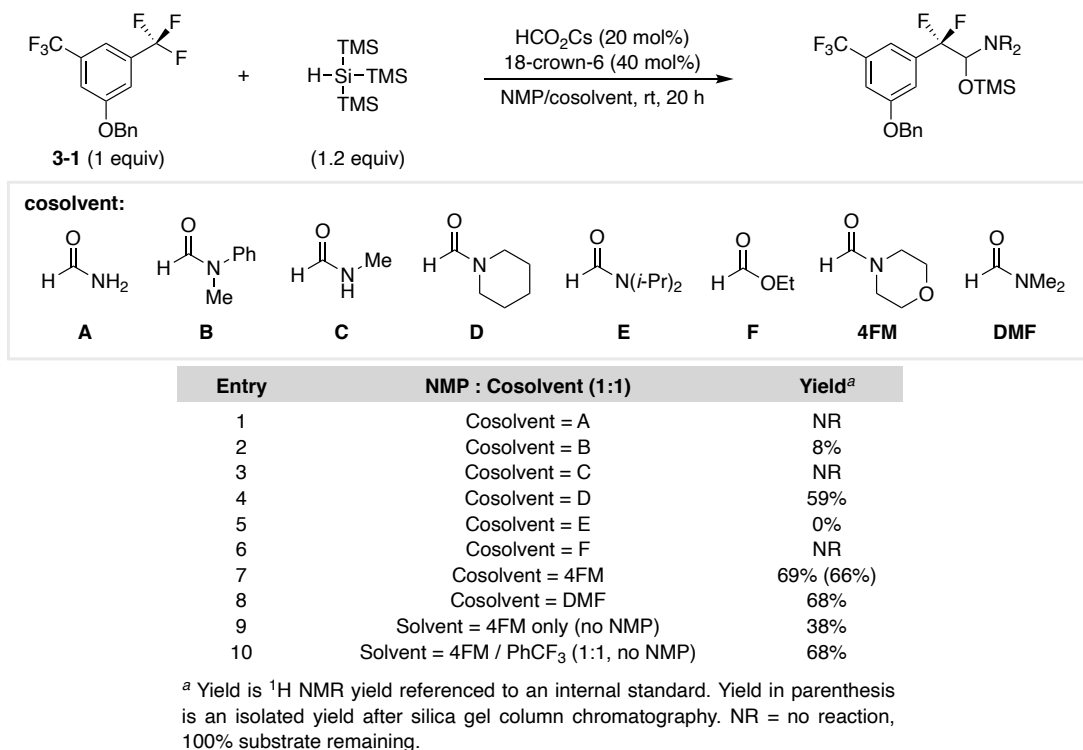 F₃C F F F OBn
3-1 (1 equiv)
+
TMS
H Si TMS
TMS
(1.2 equiv)
HCO₂Cs (20 mol%)
18-crown-6 (40 mol%)
NMP/cosolvent, rt, 20 h
F₃C F F NR₂
OTMS
OBn
cosolvent:
O H NH₂
O H N Ph Me
O H N H Me
O H N
O H N(i-Pr)₂
O H OEt
O H N O
O H NMe₂
A B C D E F 4FM DMF
Entry NMP : Cosolvent (1:1) Yieldᵃ
1 Cosolvent = A NR
2 Cosolvent = B 8%
3 Cosolvent = C NR
4 Cosolvent = D 59%
5 Cosolvent = E 0%
6 Cosolvent = F NR
7 Cosolvent = 4FM 69% (66%)
8 Cosolvent = DMF 68%
9 Solvent = 4FM only (no NMP) 38%
10 Solvent = 4FM / PhCF₃ (1:1, no NMP) 68%
ᵃ Yield is ¹H NMR yield referenced to an internal standard. Yield in parenthesis
is an isolated yield after silica gel column chromatography. NR = no reaction,
100% substrate remaining.